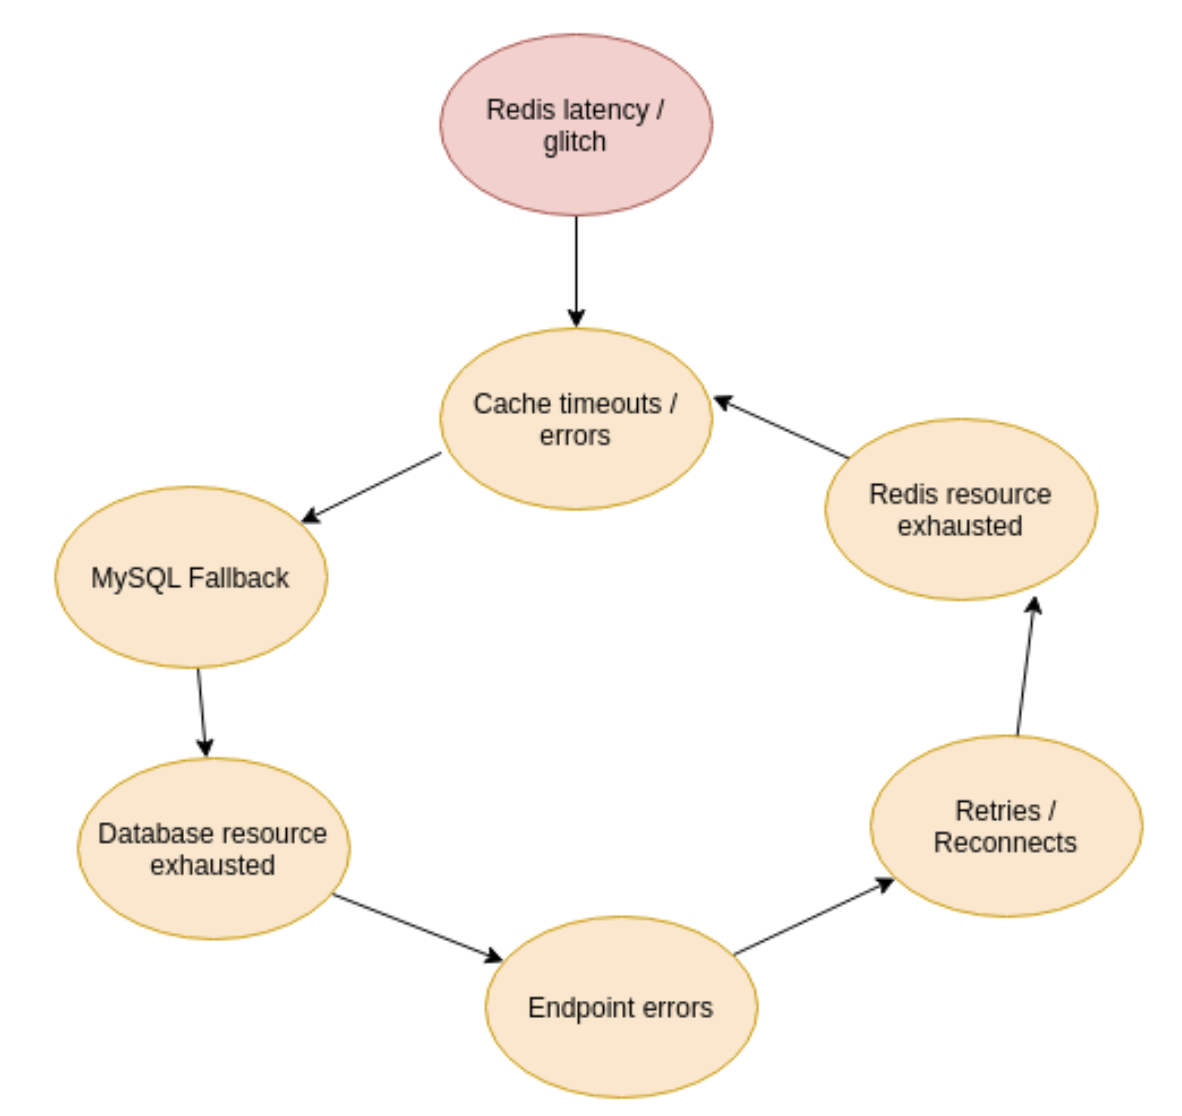 Redis latency /
glitch
Cache timeouts /
errors
Redis resource
exhausted
MySQL Fallback
Database resource
exhausted
Retries /
Reconnects
Endpoint errors